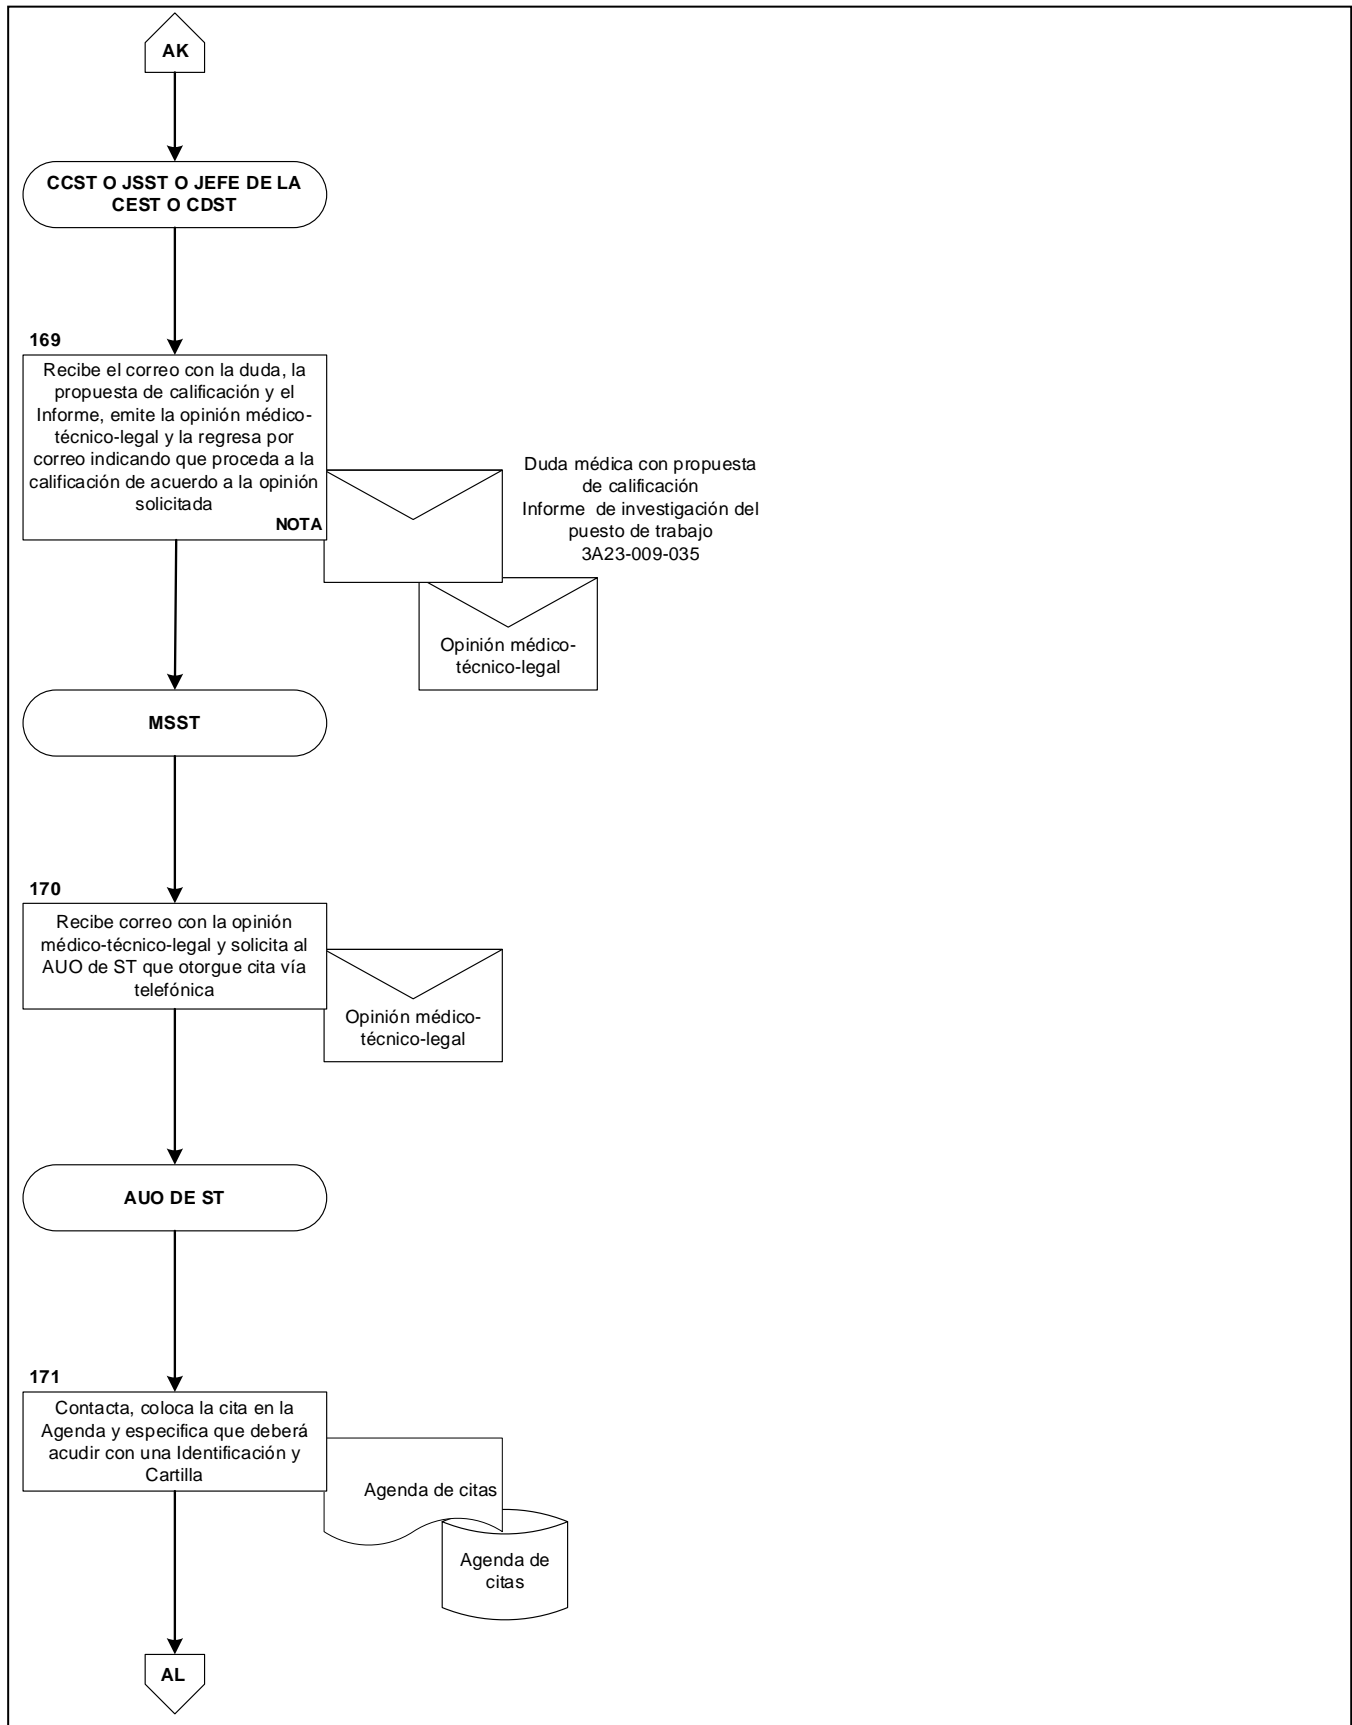 AK
CCST O JSST O JEFE DE LA
CEST O CDST
169
Recibe el correo con la duda, la
propuesta de calificación y el
Informe, emite la opinión médico-
técnico-legal y la regresa por
correo indicando que proceda a la
calificación de acuerdo a la opinión
solicitada
NOTA
Duda médica con propuesta
de calificación
Informe de investigación del
puesto de trabajo
3A23-009-035
Opinión médico-
técnico-legal
MSST
170
Recibe correo con la opinión
médico-técnico-legal y solicita al
AUO de ST que otorgue cita vía
telefónica
Opinión médico-
técnico-legal
AUO DE ST
171
Contacta, coloca la cita en la
Agenda y especifica que deberá
acudir con una Identificación y
Cartilla
Agenda de citas
Agenda de
citas
AL